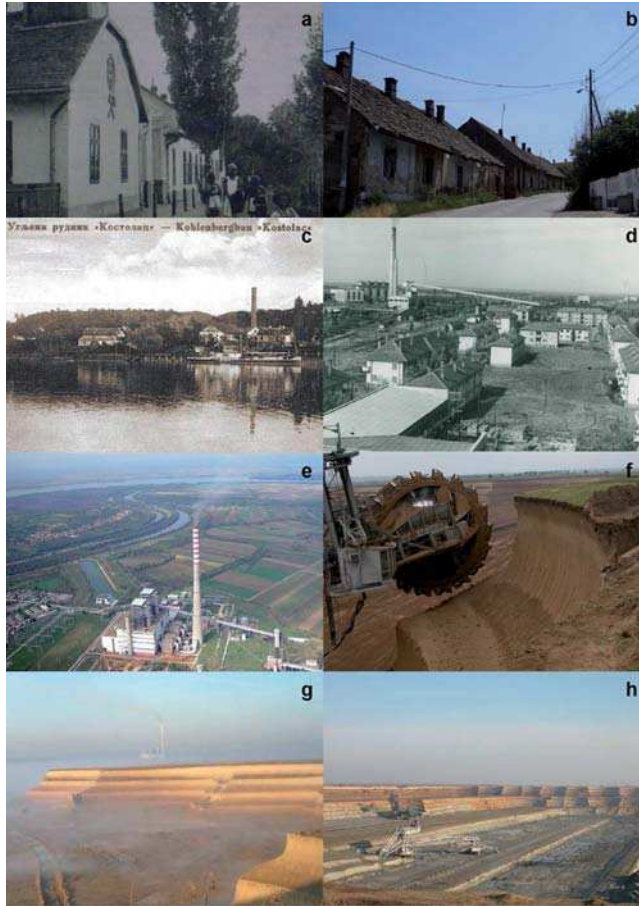 a
b
Угљени рудник «Костолац» — Kohlenbergbau «Kostolac»
c
d
e
f
g
h